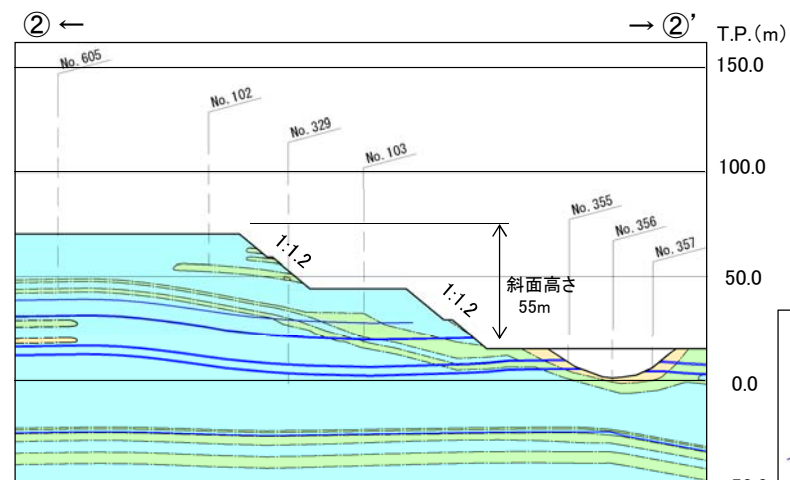 ② ←
→ ②’
T.P.(m)
No. 605
No. 102
No. 329
No. 103
No. 355
No. 356
No. 357
150.0
100.0
50.0
0.0
1:1.2
1:1.2
斜面高さ
55m